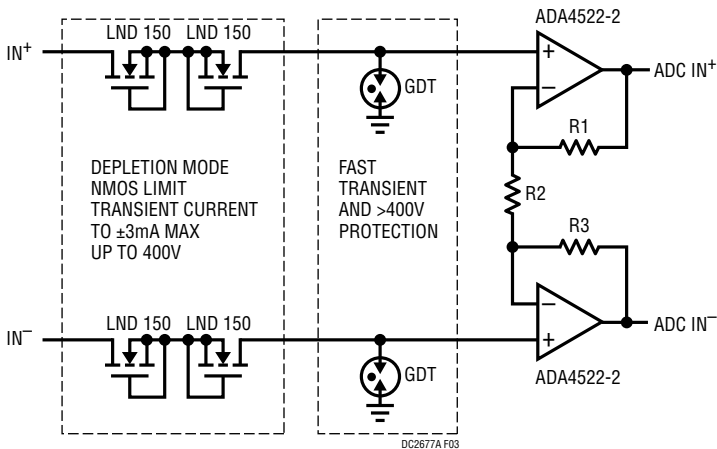 ADA4522-2
LND 150 LND 150
IN+
+
ADC IN+
GDT
−
R1
DEPLETION MODE
NMOS LIMIT
TRANSIENT CURRENT
TO ±3mA MAX
UP TO 400V
FAST
TRANSIENT
AND >400V
PROTECTION
R2
R3
LND 150 LND 150
−
IN−
ADC IN−
+
GDT
ADA4522-2
DC2677A F03